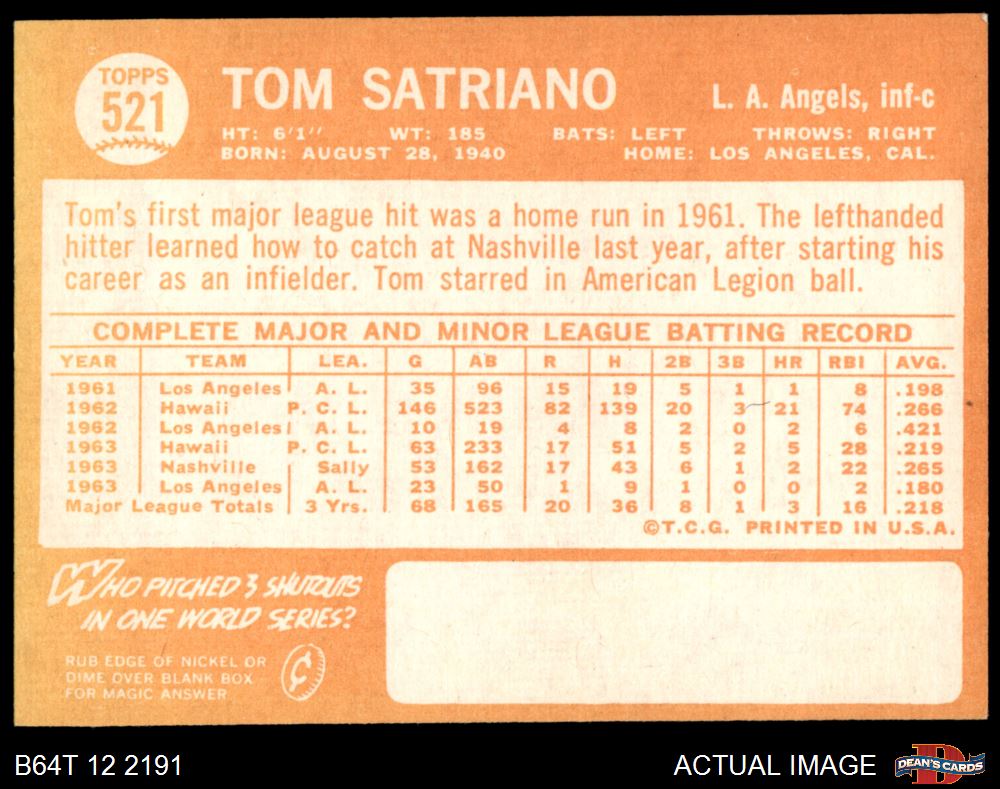 TOPPS
521
TOM SATRIANO
L. A. Angels, inf-c
HT: 6'1'' WT: 185 BATS: LEFT THROWS: RIGHT
BORN: AUGUST 28, 1940 HOME: LOS ANGELES, CAL.
Tom's first major league hit was a home run in 1961. The lefthanded
hitter learned how to catch at Nashville last year, after starting his
career as an infielder. Tom starred in American Legion ball.
COMPLETE MAJOR AND MINOR LEAGUE BATTING RECORD
YEAR TEAM LEA. G AB R H 2B 3B HR RBI AVG.
1961 Los Angeles A. L. 35 96 15 19 5 1 1 8 .198
1962 Hawaii P. C. L. 146 523 82 139 20 3 21 74 .266
1962 Los Angeles A. L. 10 19 4 8 2 0 2 6 .421
1963 Hawaii P. C. L. 63 233 17 51 5 2 5 28 .219
1963 Nashville Sally 53 162 17 43 6 1 2 22 .265
1963 Los Angeles A. L. 23 50 1 9 1 0 0 2 .180
Major League Totals 3 Yrs. 68 165 20 36 8 1 3 16 .218
©T.C.G. PRINTED IN U.S.A.
WHO PITCHED 3 SHUTOUTS
IN ONE WORLD SERIES?
RUB EDGE OF NICKEL OR
DIME OVER BLANK BOX
FOR MAGIC ANSWER
¢
B64T 12 2191
ACTUAL IMAGE
D
DEAN'S CARDS